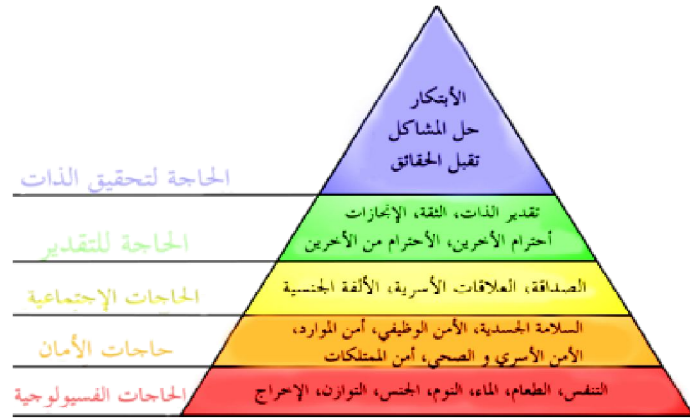 الأبتكار
حل المشاكل
تقبل الحقائق
الحاجة لتحقيق الذات
تقدير الذات، الثقة، الإنجازات
أحترام الأخرين، الأحترام من الأخرين
الحاجة للتقدير
الصداقة، العلاقات الأسرية، الألفة الجنسية
الحاجات الإجتماعية
السلامة الجسدية، الأمن الوظيفي، أمن الموارد،
الأمن الأسري و الصحي، أمن الممتلكات
حاجات الأمان
التنفس، الطعام، الماء، النوم، الجنس، التوازن، الإخراج
الحاجات الفسيولوجية